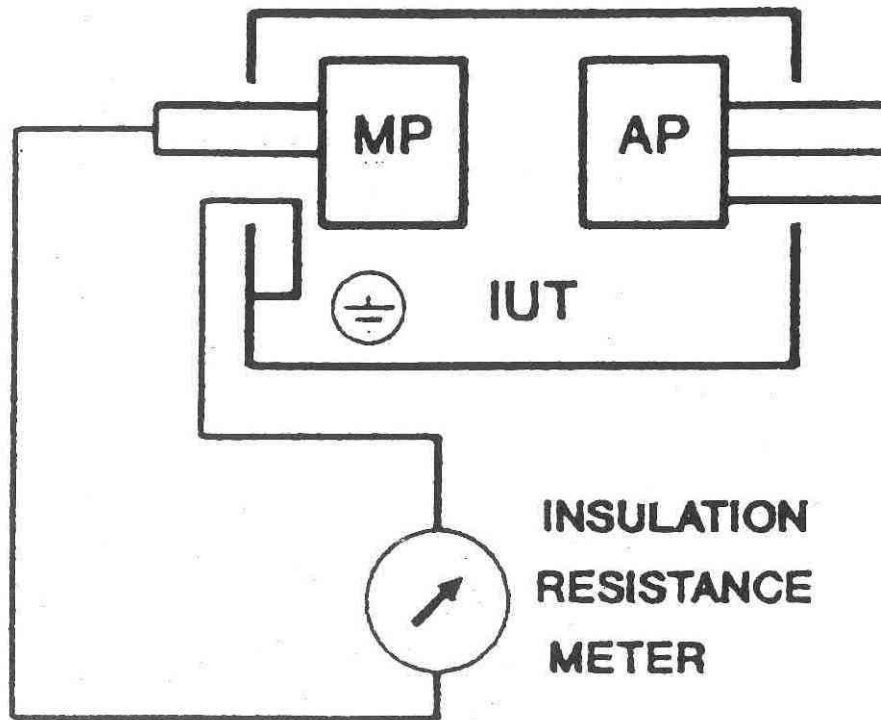 MP
AP
IUT
INSULATION
RESISTANCE
METER